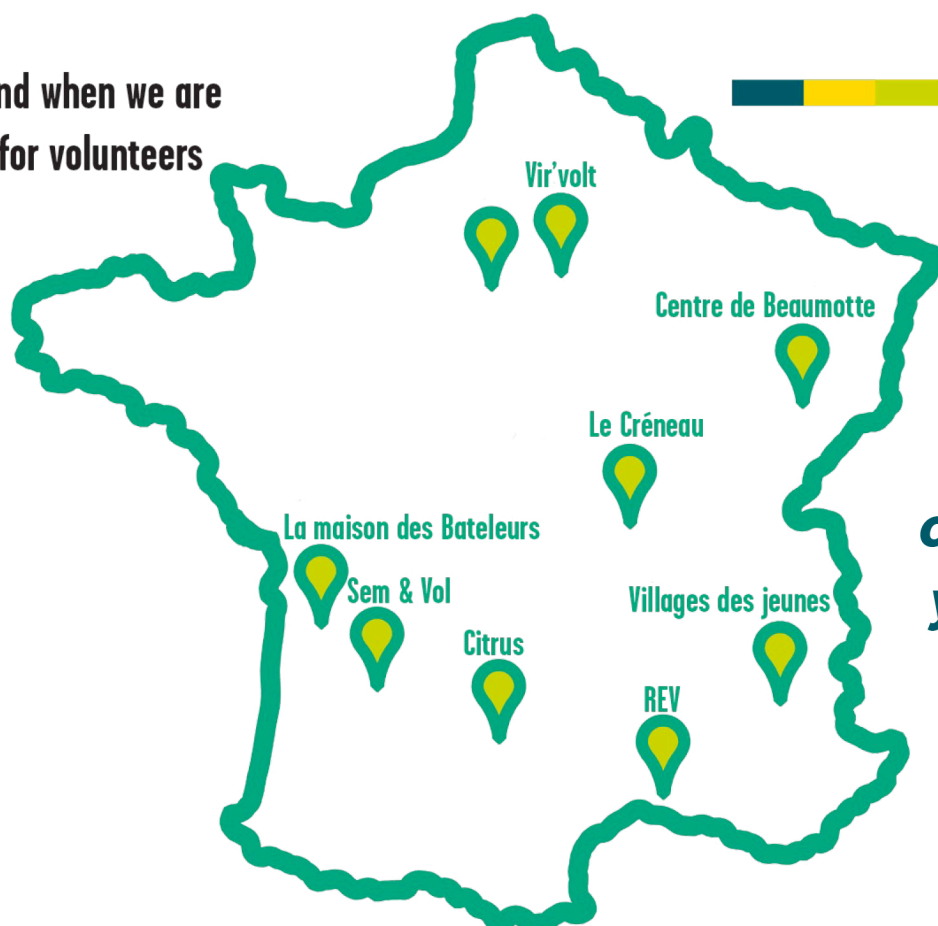 nd when we are
for volunteers
Vir'volt
Centre de Beaumotte
Le Créneau
La maison des Bateleurs
Sem & Vol
Villages des jeunes
Citrus
REV